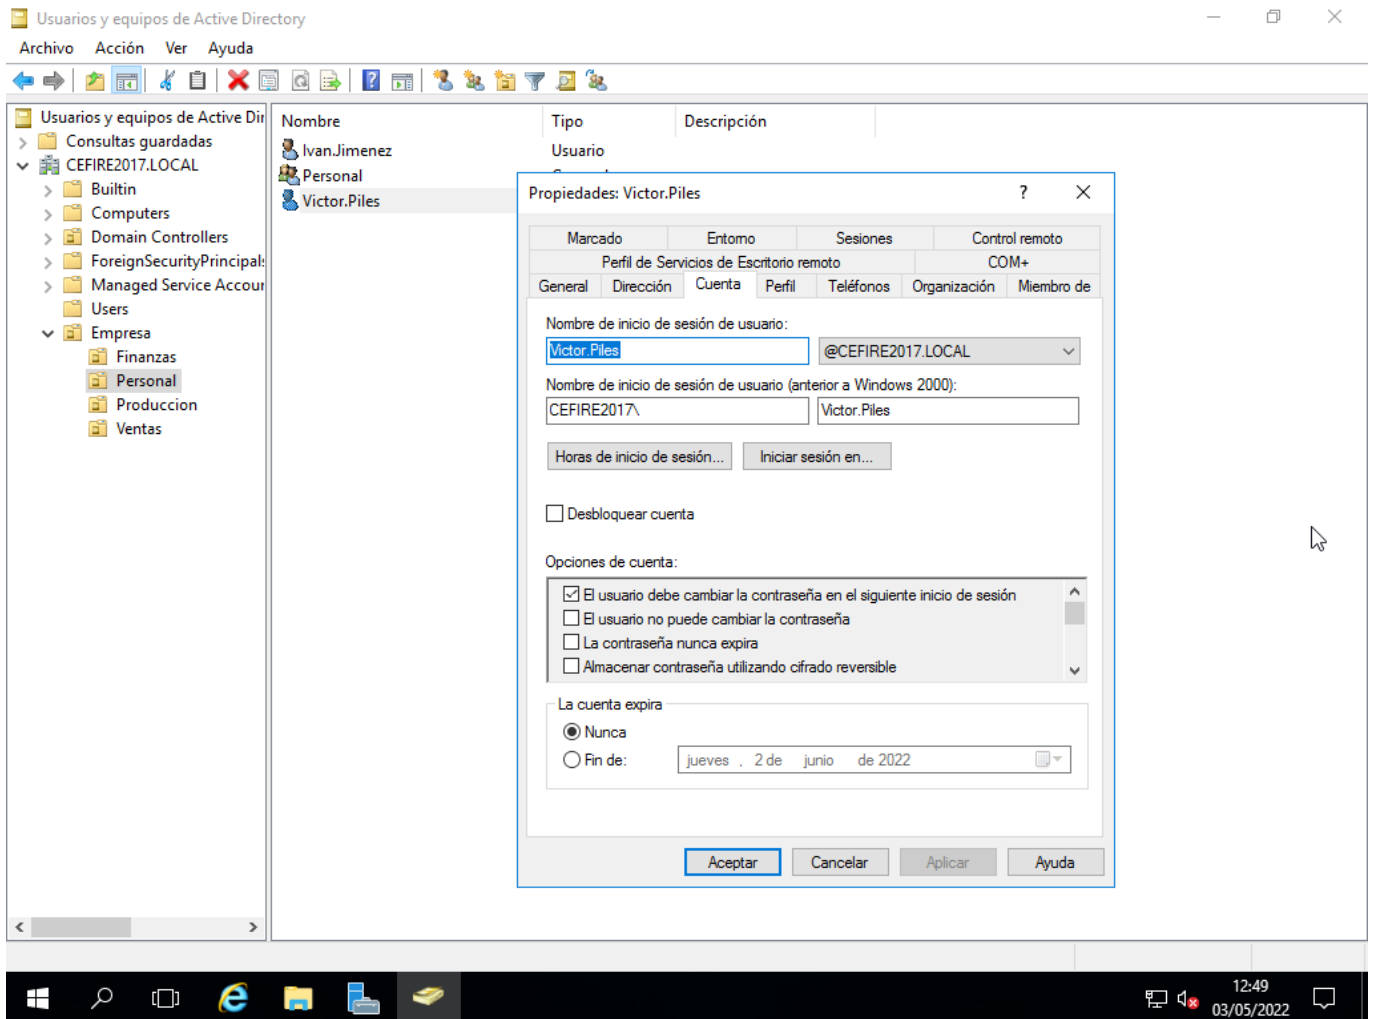 Usuarios y equipos de Active Directory
Archivo Acción Ver Ayuda
Usuarios y equipos de Active Dir
Consultas guardadas
CEFIRE2017.LOCAL
Builtin
Computers
Domain Controllers
ForeignSecurityPrincipals
Managed Service Accour
Users
Empresa
Finanzas
Personal
Produccion
Ventas
Nombre Tipo Descripción
Ivan.Jimenez Usuario
Personal
Victor.Piles
Propiedades: Victor.Piles ?
Marcado Entorno Sesiones Control remoto
Perfil de Servicios de Escritorio remoto COM+
General Dirección Cuenta Perfil Teléfonos Organización Miembro de
Nombre de inicio de sesión de usuario:
Victor.Piles @CEFIRE2017.LOCAL
Nombre de inicio de sesión de usuario (anterior a Windows 2000):
CEFIRE2017\ Victor.Piles
Horas de inicio de sesión... Iniciar sesión en...
Desbloquear cuenta
Opciones de cuenta:
El usuario debe cambiar la contraseña en el siguiente inicio de sesión
El usuario no puede cambiar la contraseña
La contraseña nunca expira
Almacenar contraseña utilizando cifrado reversible
La cuenta expira
Nunca
Fin de: jueves , 2 de junio de 2022
Aceptar Cancelar Aplicar Ayuda
12:49
03/05/2022